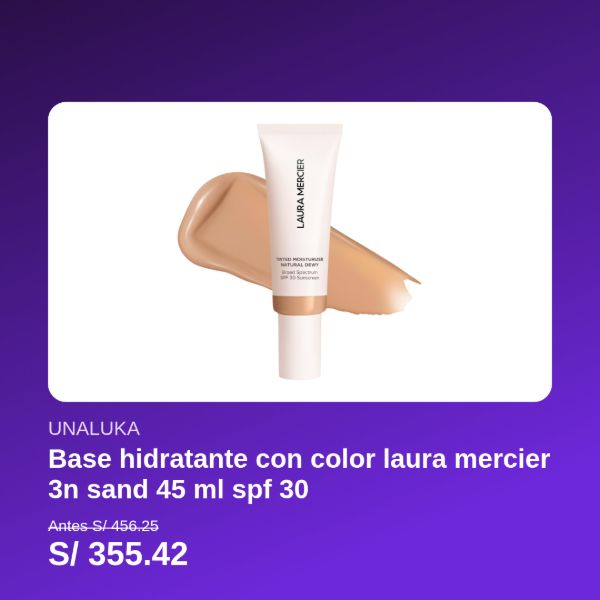 LAURA MERCIER
TINTED MOISTURIZER
NATURAL DEWY
Broad Spectrum
SPF 30 Sunscreen
UNALUKA
Base hidratante con color laura mercier
3n sand 45 ml spf 30
Antes S/ 456.25
S/ 355.42